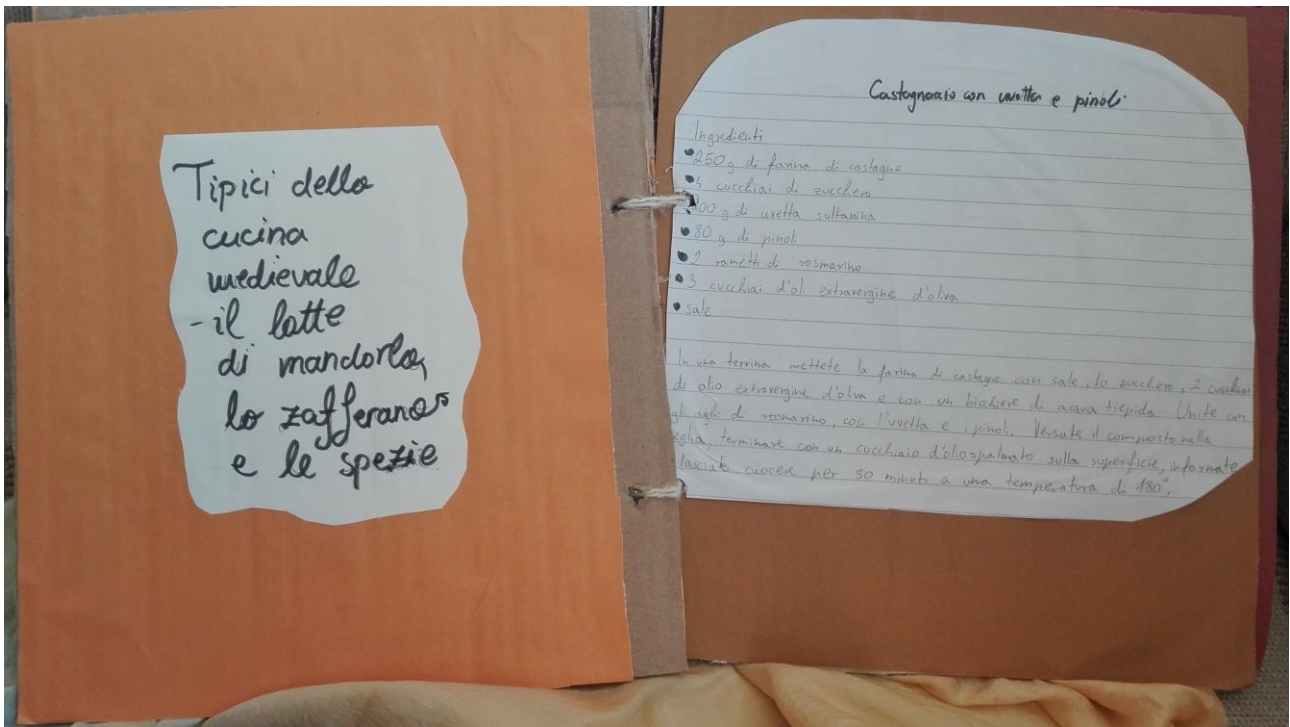 Tipici della
cucina
medievale
- il latte
di mandorla,
lo zafferano
e le spezie
Castagnaccio con uvetta e pinoli
Ingredienti
• 250 g di farina di castagne
• 4 cucchiai di zucchero
100 g di uvetta sultanina
• 80 g di pinoli
• 2 rametti di rosmarino
• 3 cucchiai d'oli extravergine d'oliva
• sale
In una terrina mettete la farina di castagne con sale, lo zucchero, 2 cucchiai
di olio extravergine d'oliva e con un bicchiere di acqua tiepida. Unite con
gli aghi di rosmarino, con l'uvetta e i pinoli. Versate il composto nella
terminare con un cucchiaio d'olio spalmato sulla superficie, infornate
lasciate cuocere per 30 minuti a una temperatura di 180°.